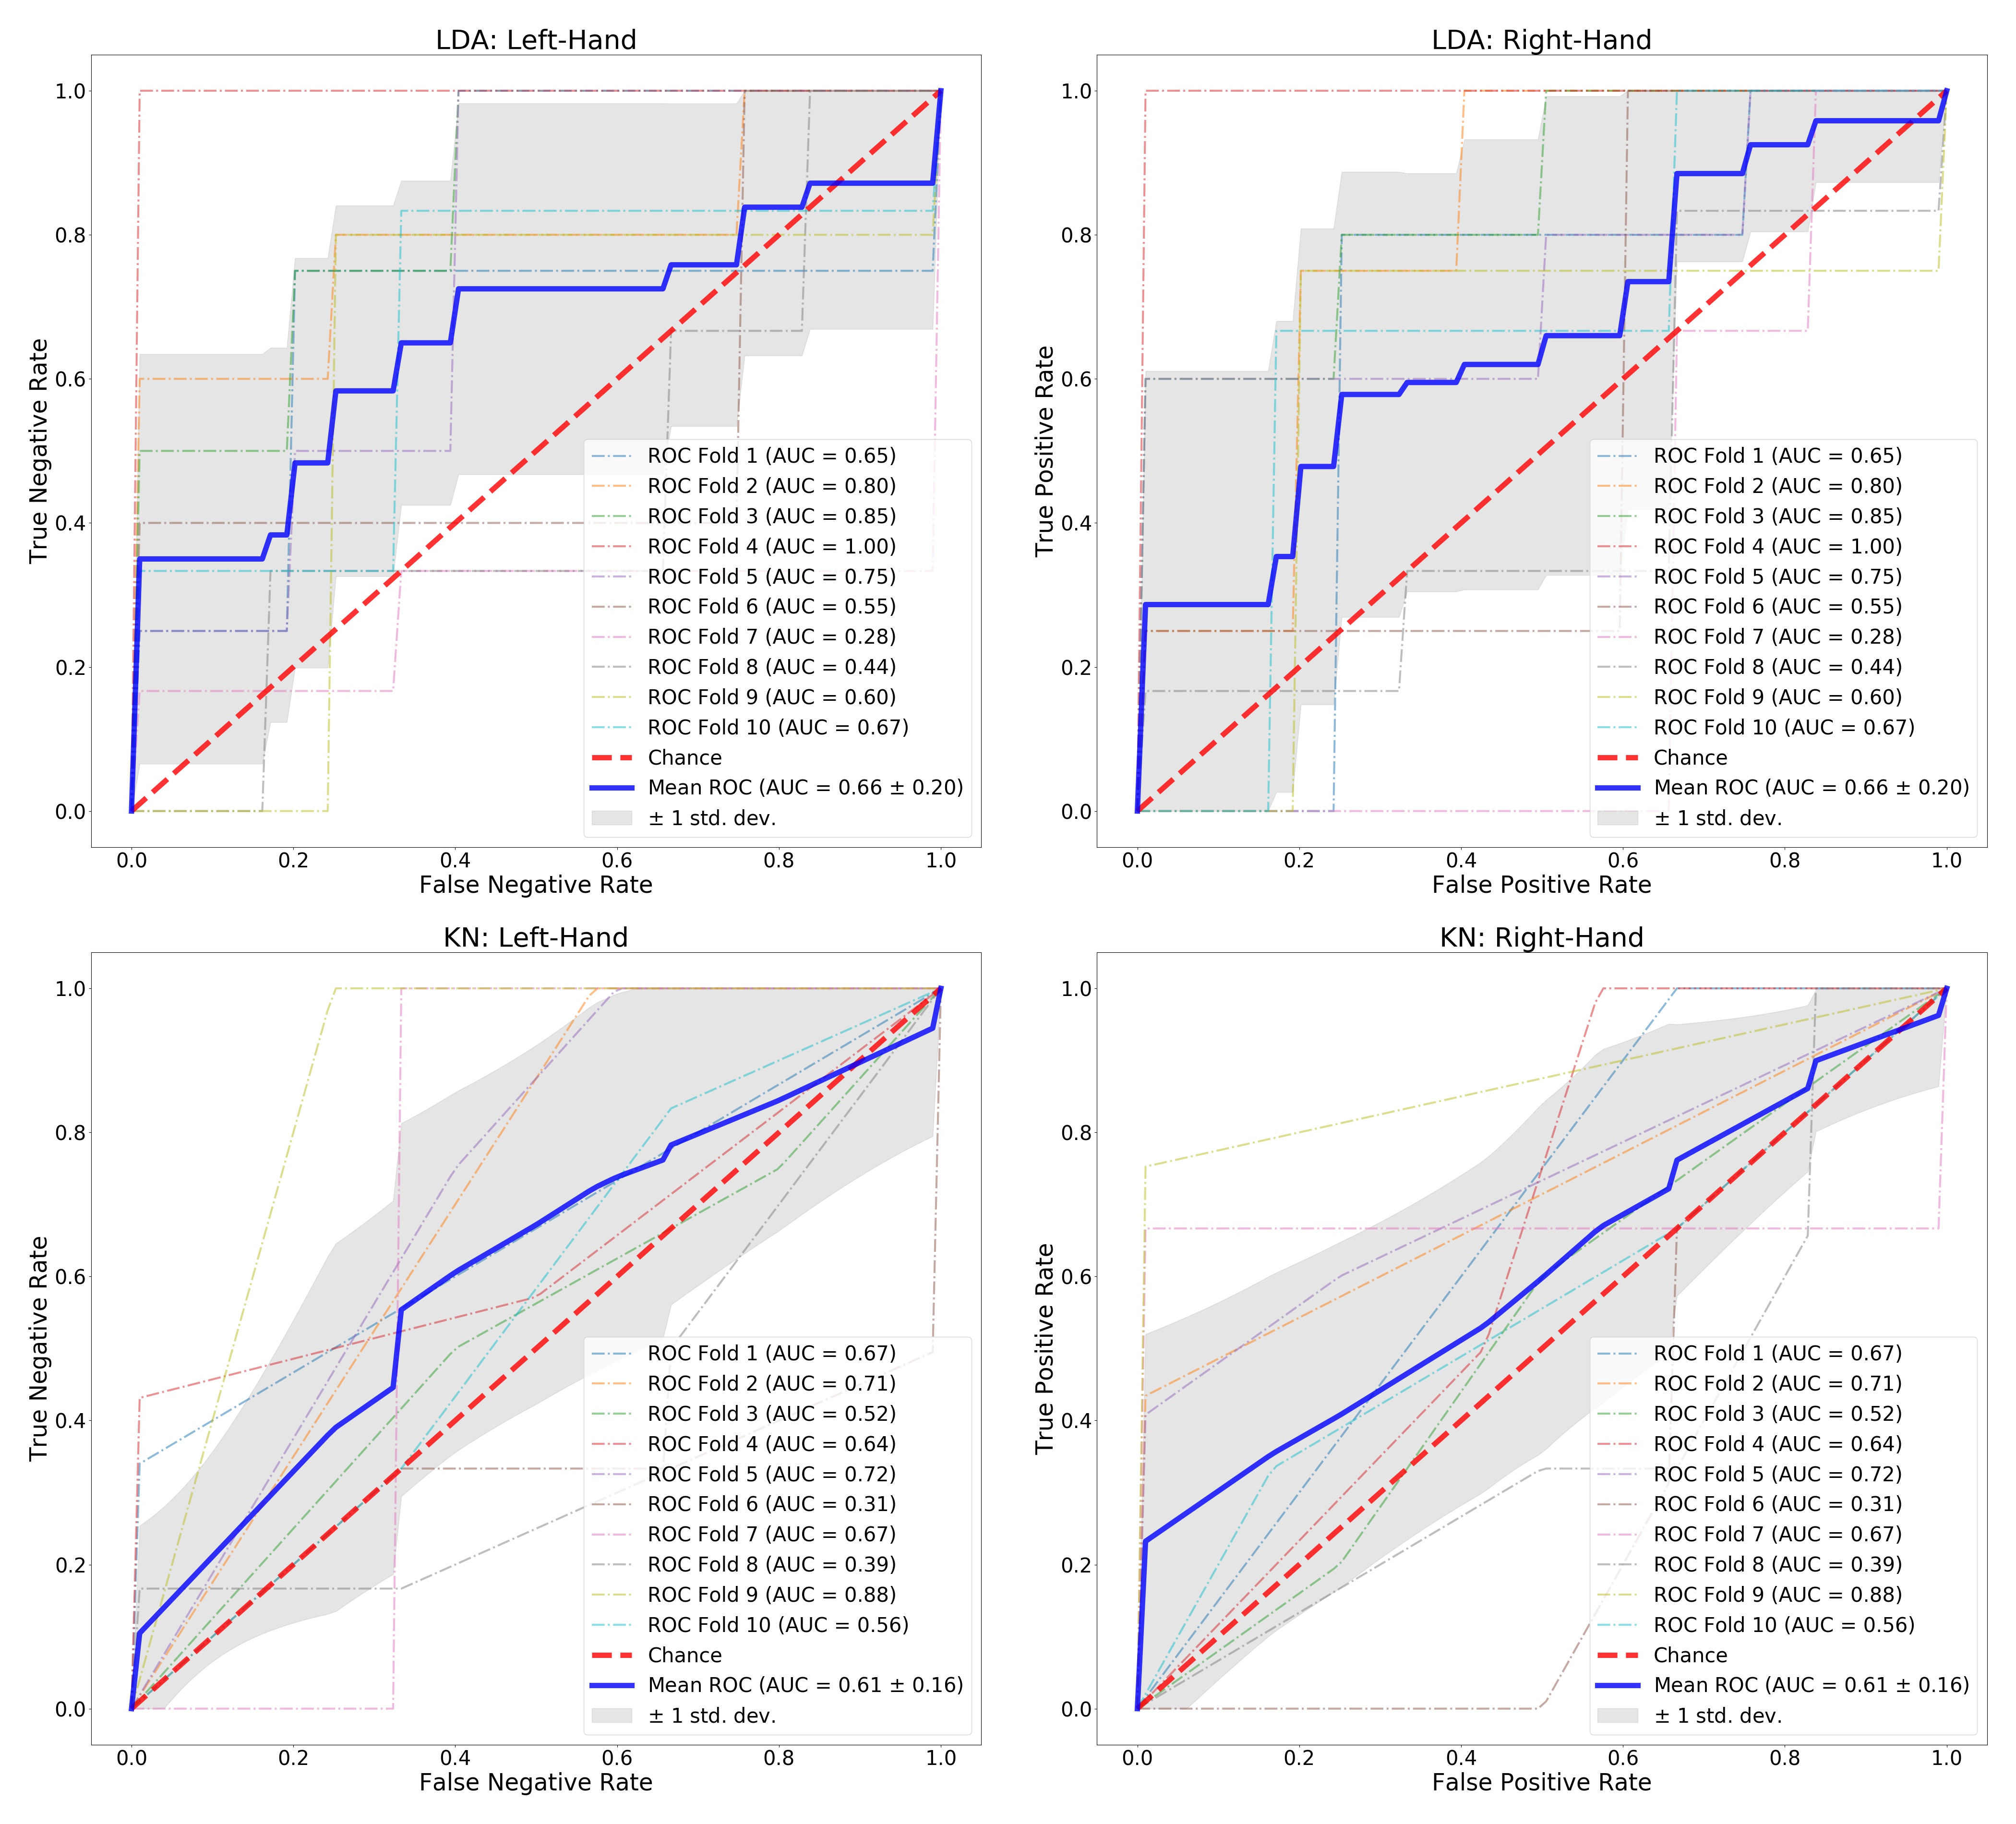 LDA: Left-Hand
True Negative Rate
1.0
0.8
0.6
0.4
0.2
0.0
0.0 0.2 0.4 0.6 0.8 1.0
False Negative Rate
ROC Fold 1 (AUC = 0.65)
ROC Fold 2 (AUC = 0.80)
ROC Fold 3 (AUC = 0.85)
ROC Fold 4 (AUC = 1.00)
ROC Fold 5 (AUC = 0.75)
ROC Fold 6 (AUC = 0.55)
ROC Fold 7 (AUC = 0.28)
ROC Fold 8 (AUC = 0.44)
ROC Fold 9 (AUC = 0.60)
ROC Fold 10 (AUC = 0.67)
Chance
Mean ROC (AUC = 0.66 ± 0.20)
± 1 std. dev.
LDA: Right-Hand
True Positive Rate
1.0
0.8
0.6
0.4
0.2
0.0
0.0 0.2 0.4 0.6 0.8 1.0
False Positive Rate
ROC Fold 1 (AUC = 0.65)
ROC Fold 2 (AUC = 0.80)
ROC Fold 3 (AUC = 0.85)
ROC Fold 4 (AUC = 1.00)
ROC Fold 5 (AUC = 0.75)
ROC Fold 6 (AUC = 0.55)
ROC Fold 7 (AUC = 0.28)
ROC Fold 8 (AUC = 0.44)
ROC Fold 9 (AUC = 0.60)
ROC Fold 10 (AUC = 0.67)
Chance
Mean ROC (AUC = 0.66 ± 0.20)
± 1 std. dev.
KN: Left-Hand
True Negative Rate
1.0
0.8
0.6
0.4
0.2
0.0
0.0 0.2 0.4 0.6 0.8 1.0
False Negative Rate
ROC Fold 1 (AUC = 0.67)
ROC Fold 2 (AUC = 0.71)
ROC Fold 3 (AUC = 0.52)
ROC Fold 4 (AUC = 0.64)
ROC Fold 5 (AUC = 0.72)
ROC Fold 6 (AUC = 0.31)
ROC Fold 7 (AUC = 0.67)
ROC Fold 8 (AUC = 0.39)
ROC Fold 9 (AUC = 0.88)
ROC Fold 10 (AUC = 0.56)
Chance
Mean ROC (AUC = 0.61 ± 0.16)
± 1 std. dev.
KN: Right-Hand
True Positive Rate
1.0
0.8
0.6
0.4
0.2
0.0
0.0 0.2 0.4 0.6 0.8 1.0
False Positive Rate
ROC Fold 1 (AUC = 0.67)
ROC Fold 2 (AUC = 0.71)
ROC Fold 3 (AUC = 0.52)
ROC Fold 4 (AUC = 0.64)
ROC Fold 5 (AUC = 0.72)
ROC Fold 6 (AUC = 0.31)
ROC Fold 7 (AUC = 0.67)
ROC Fold 8 (AUC = 0.39)
ROC Fold 9 (AUC = 0.88)
ROC Fold 10 (AUC = 0.56)
Chance
Mean ROC (AUC = 0.61 ± 0.16)
± 1 std. dev.